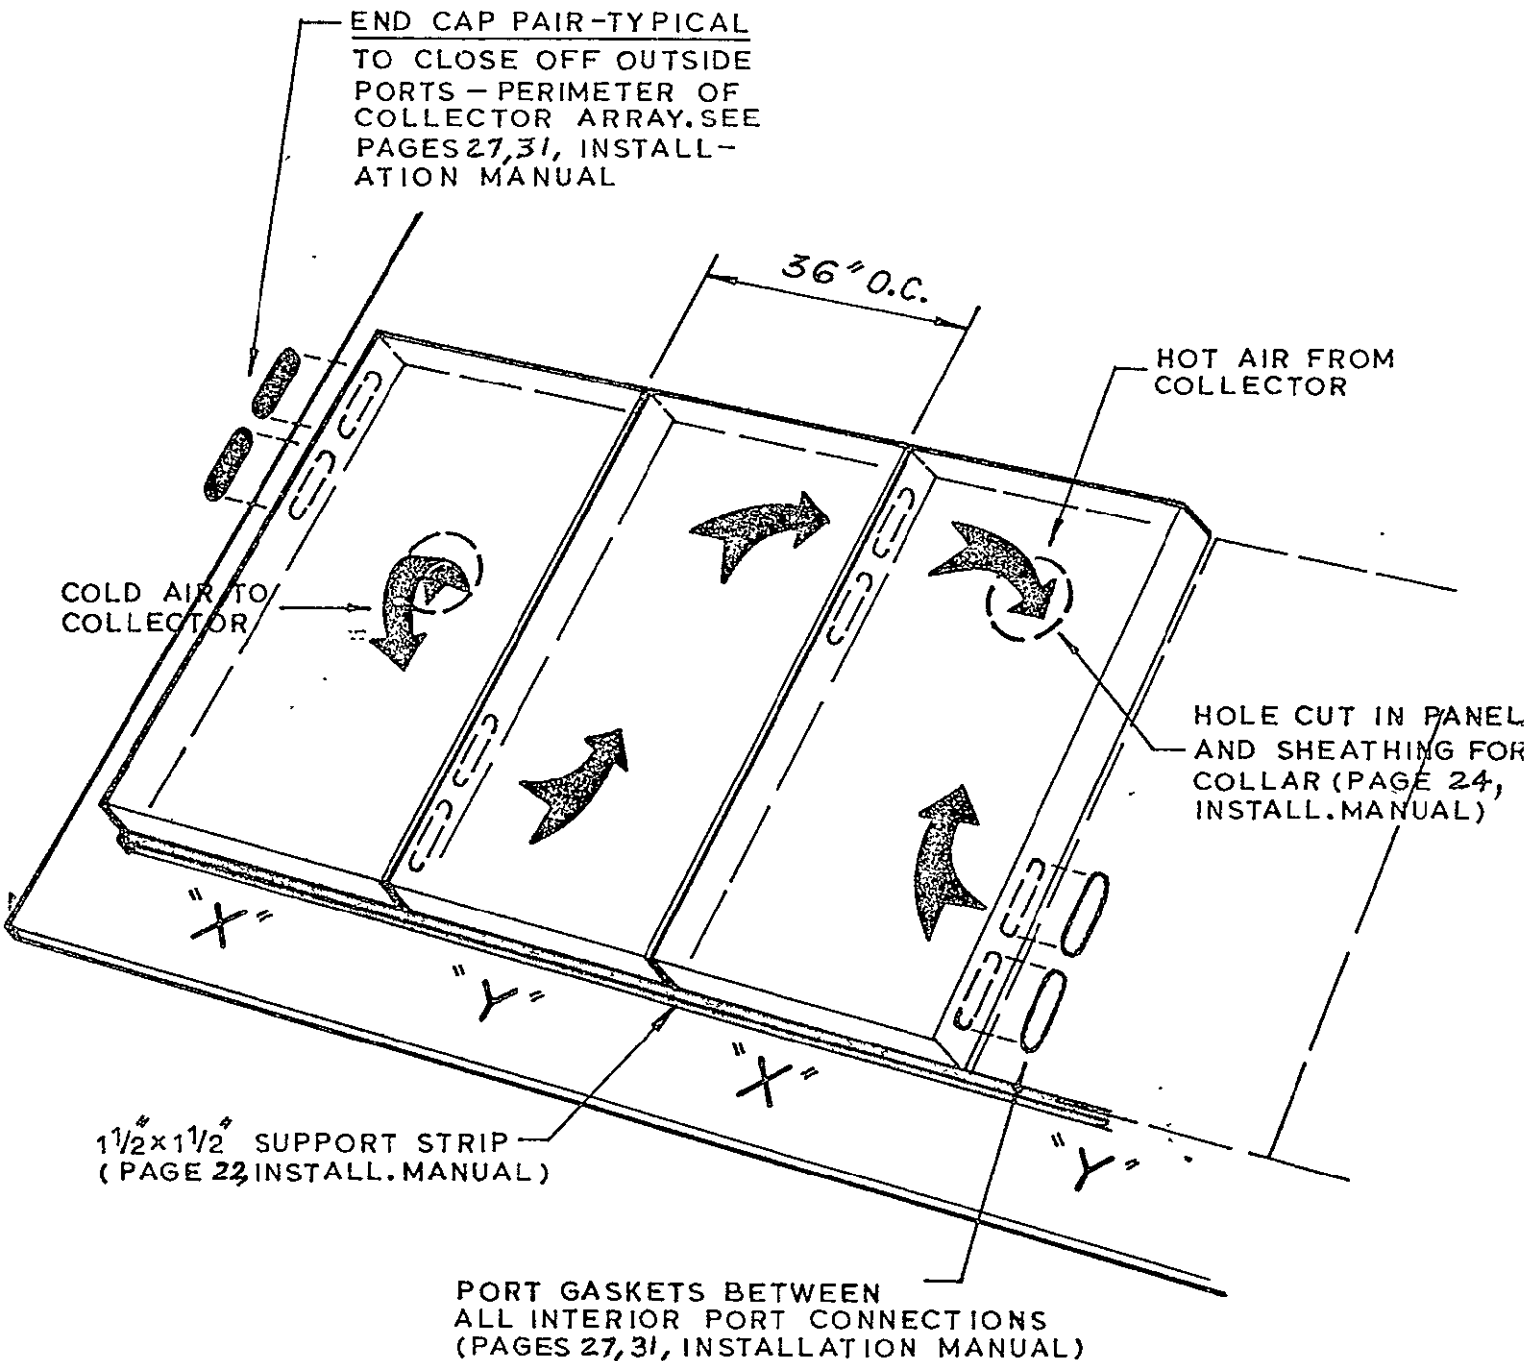 END CAP PAIR-TYPICAL
TO CLOSE OFF OUTSIDE
PORTS – PERIMETER OF
COLLECTOR ARRAY. SEE
PAGES 27,31, INSTALL-
ATION MANUAL
36" O.C.
HOT AIR FROM
COLLECTOR
COLD AIR TO
COLLECTOR
HOLE CUT IN PANEL
AND SHEATHING FOR
COLLAR (PAGE 24,
INSTALL. MANUAL)
"X"
"Y"
"X"
"Y"
1 1/2" x 1 1/2" SUPPORT STRIP
(PAGE 22, INSTALL. MANUAL)
PORT GASKETS BETWEEN
ALL INTERIOR PORT CONNECTIONS
(PAGES 27,31, INSTALLATION MANUAL)